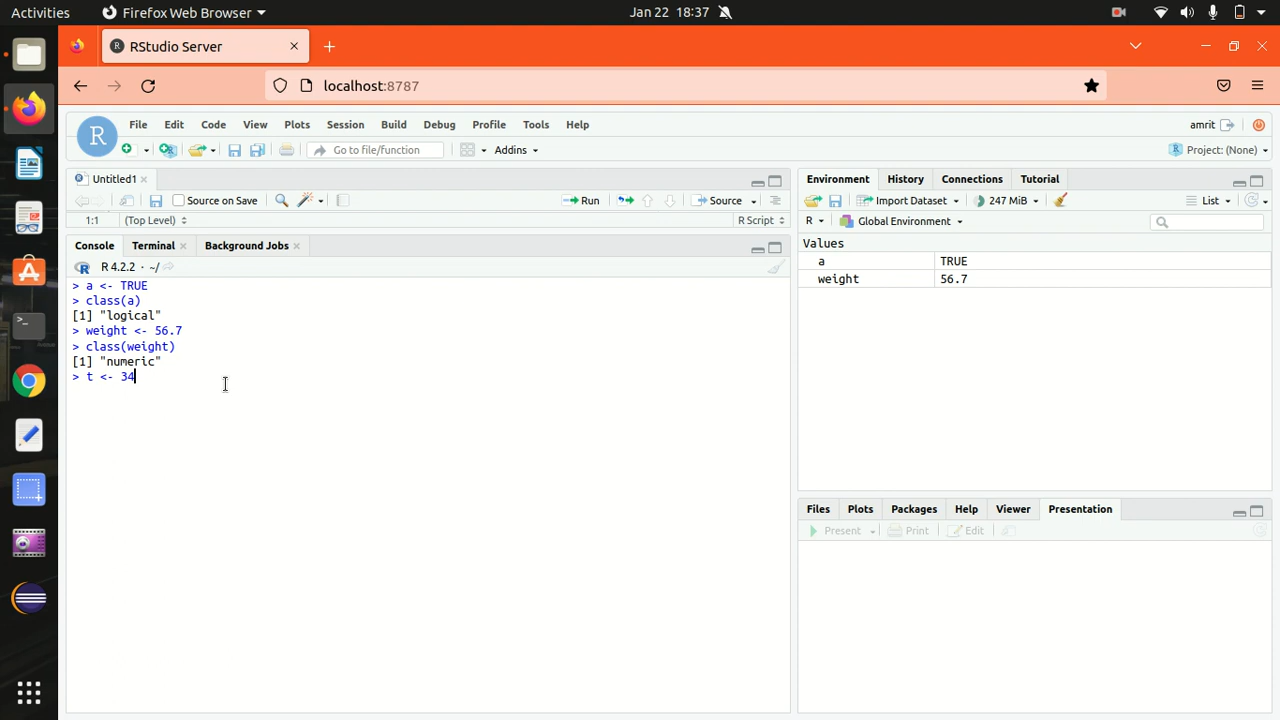 Activities Firefox Web Browser Jan 22 18:37
RStudio Server
localhost:8787
File Edit Code View Plots Session Build Debug Profile Tools Help amrit
Go to file/function Addins Project: (None)
Untitled1
Source on Save Run Source
1:1 (Top Level) R Script
Console Terminal Background Jobs
R 4.2.2 · ~/
> a <- TRUE
> class(a)
[1] "logical"
> weight <- 56.7
> class(weight)
[1] "numeric"
> t <- 34
Environment History Connections Tutorial
Import Dataset 247 MiB List
R Global Environment
Values
a TRUE
weight 56.7
Files Plots Packages Help Viewer Presentation
Present Print Edit